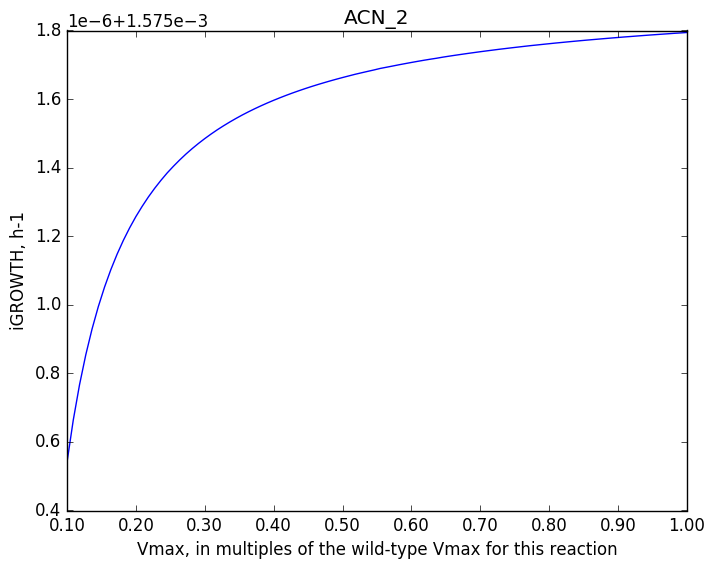 ACN_2
1e−6+1.575e−3
1.8
1.6
1.4
1.2
1.0
0.8
0.6
0.4
iGROWTH, h-1
0.10 0.20 0.30 0.40 0.50 0.60 0.70 0.80 0.90 1.00
Vmax, in multiples of the wild-type Vmax for this reaction